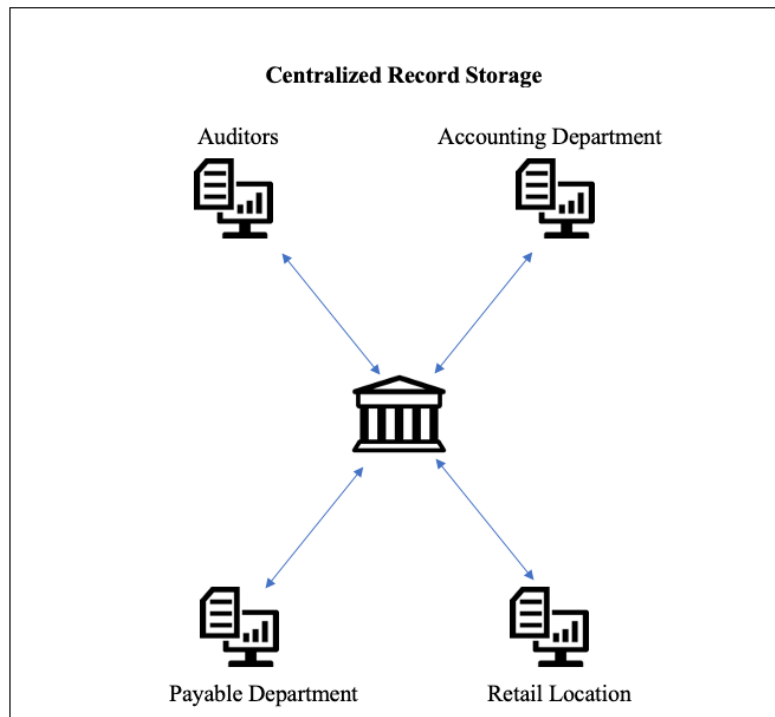 Centralized Record Storage
Auditors
Accounting Department
Payable Department
Retail Location